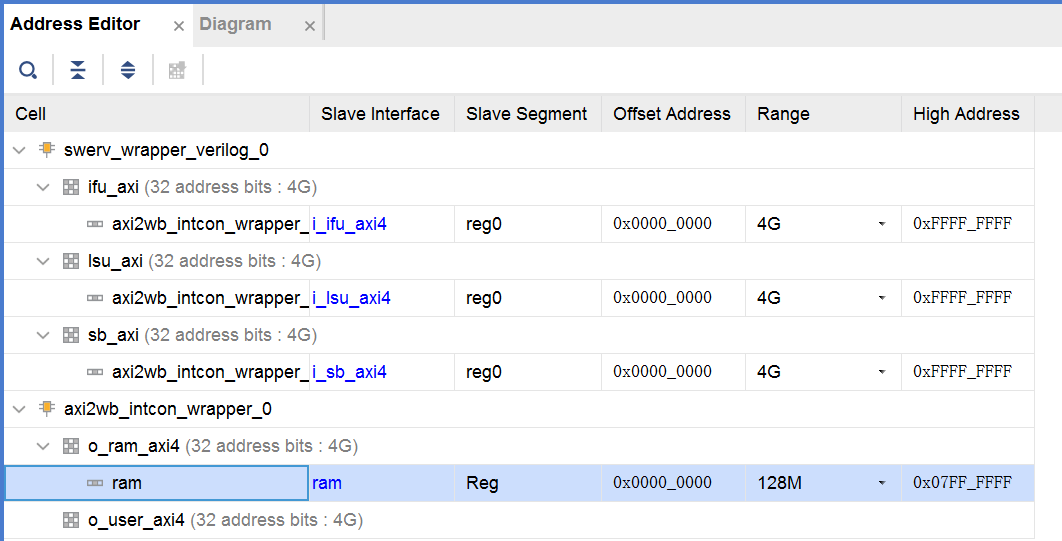 Address Editor × Diagram ×
Cell Slave Interface Slave Segment Offset Address Range High Address
swerv_wrapper_verilog_0
ifu_axi (32 address bits : 4G)
axi2wb_intcon_wrapper_ i_ifu_axi4 reg0 0x0000_0000 4G 0xFFFF_FFFF
lsu_axi (32 address bits : 4G)
axi2wb_intcon_wrapper_ i_lsu_axi4 reg0 0x0000_0000 4G 0xFFFF_FFFF
sb_axi (32 address bits : 4G)
axi2wb_intcon_wrapper_ i_sb_axi4 reg0 0x0000_0000 4G 0xFFFF_FFFF
axi2wb_intcon_wrapper_0
o_ram_axi4 (32 address bits : 4G)
ram ram Reg 0x0000_0000 128M 0x07FF_FFFF
o_user_axi4 (32 address bits : 4G)